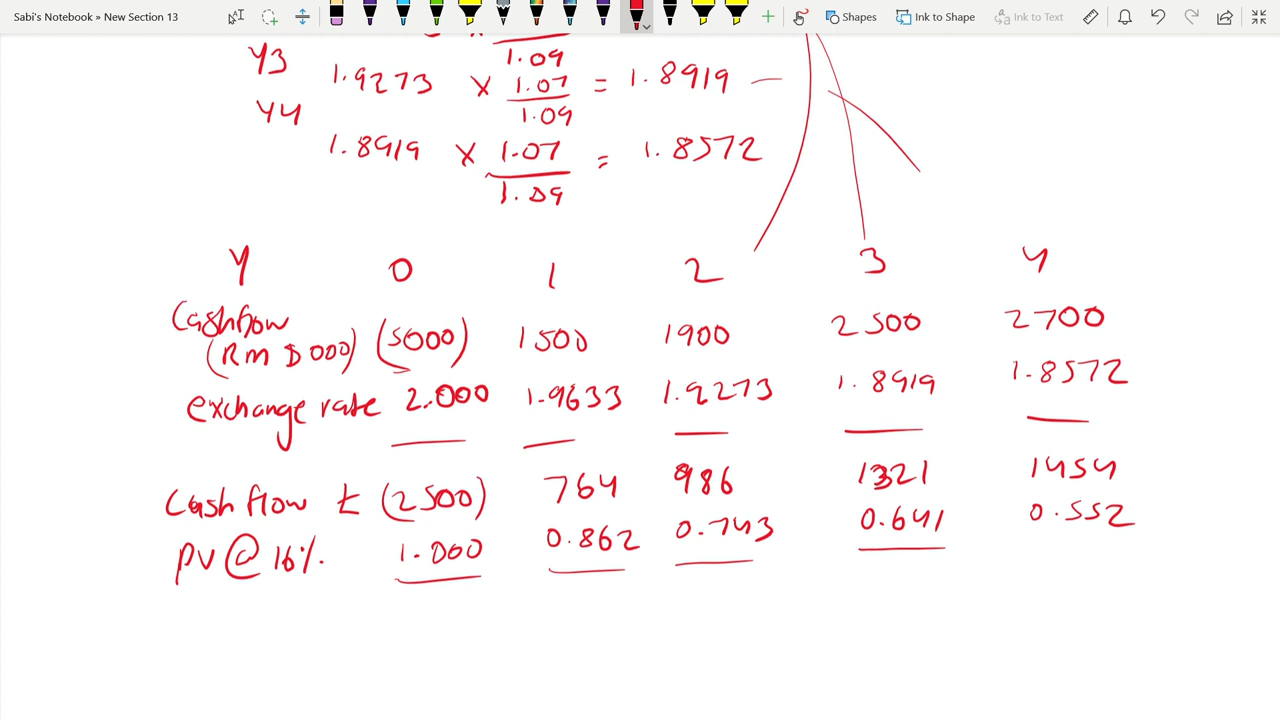 Sabi's Notebook » New Section 13
Shapes
Ink to Shape
Ink to Text
1.09
Y3
1.9273 × 1.07 = 1.8919 —
1.09
Y4
1.8919 × 1.07 = 1.8572
1.09
Y 0 1 2 3 4
Cashflow
(Rm $000) (5000) 1500 1900 2500 2700
exchange rate 2.000 1.9633 1.9273 1.8919 1.8572
Cash flow £ (2500) 764 986 1321 1454
PV@16%. 1.000 0.862 0.743 0.641 0.552